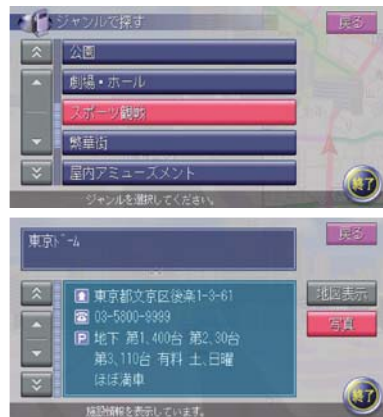 ジャンルで探す
戻る
公園
劇場・ホール
スポーツ観戦
繁華街
屋内アミューズメント
終了
ジャンルを選択してください。
東京ドーム
戻る
東京都文京区後楽1-3-61
03-5800-9999
P 地下 第1,400台 第2,30台
第3,110台 有料 土、日曜
ほぼ満車
地図表示
写真
終了
施設情報を表示しています。